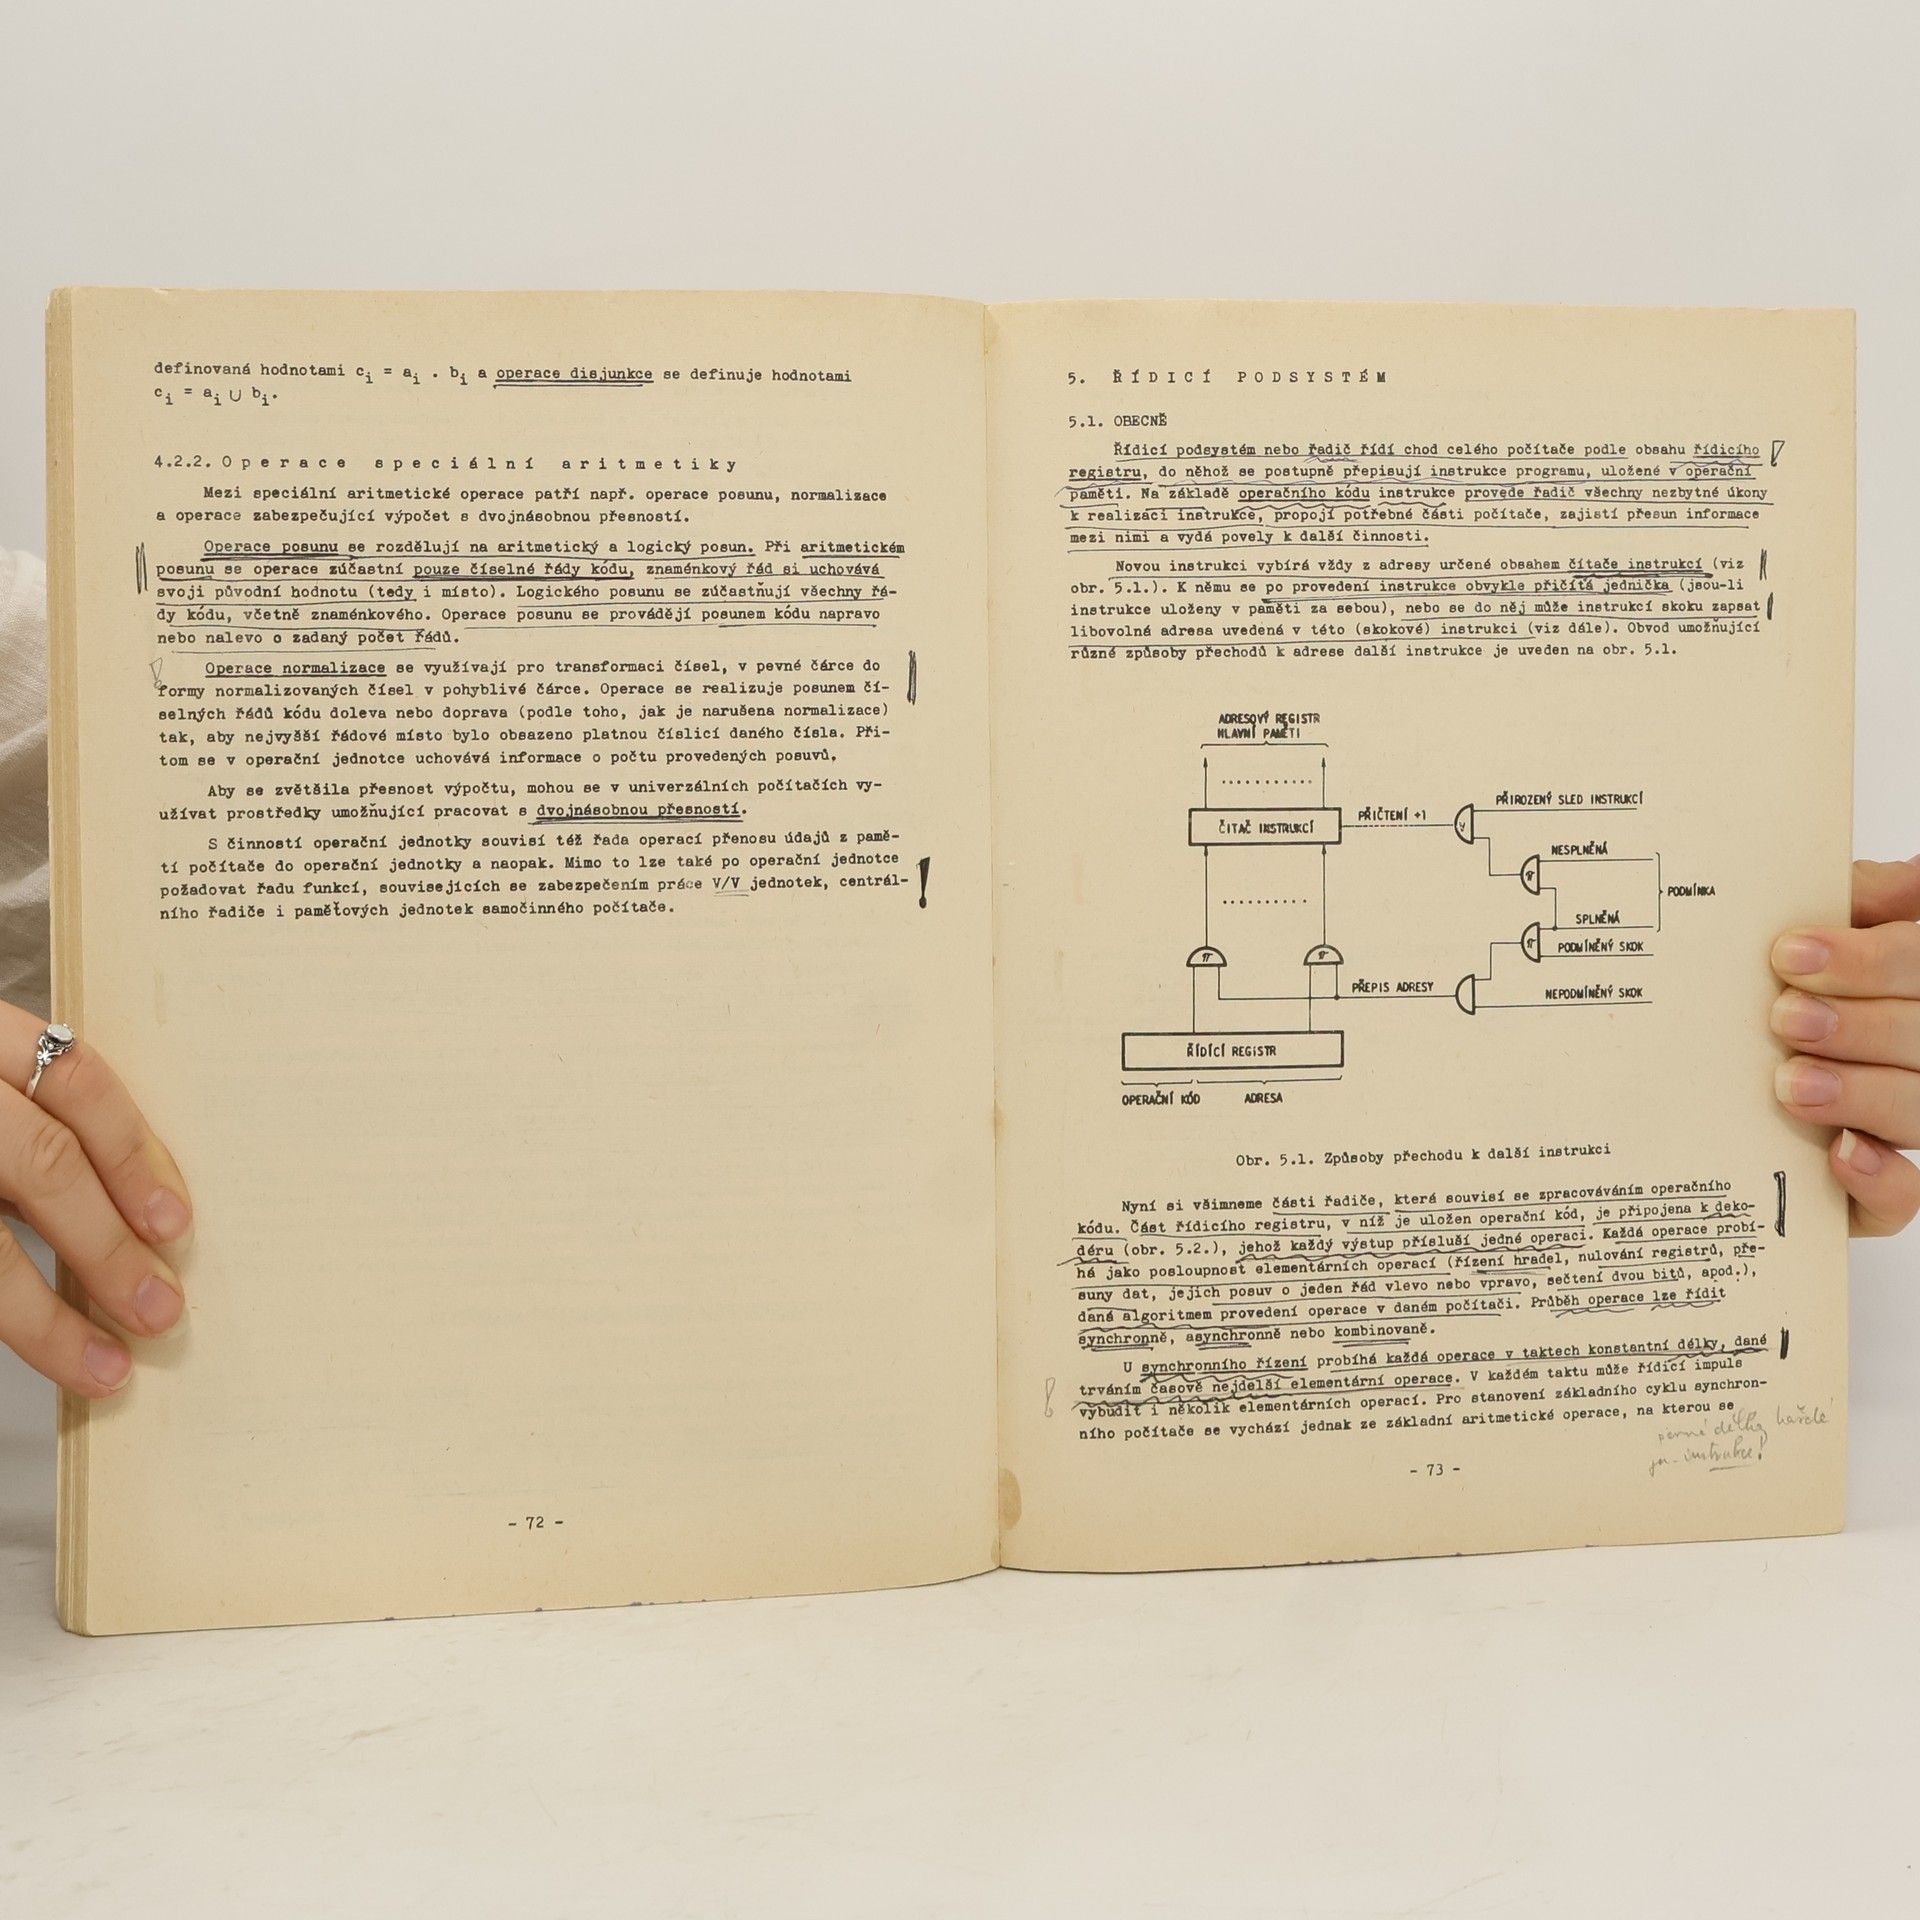 definovaná hodnotami ci = ai . bi a operace disjunkce se definuje hodnotami
ci = ai ∪ bi.
4.2.2. Operace speciální aritmetiky
Mezi speciální aritmetické operace patří např. operace posunu, normalizace
a operace zabezpečující výpočet s dvojnásobnou přesností.
Operace posunu se rozdělují na aritmetický a logický posun. Při aritmetickém
posunu se operace zúčastní pouze číselné řády kódu, znaménkový řád si uchovává
svoji původní hodnotu (tedy i místo). Logického posunu se zúčastňují všechny řá-
dy kódu, včetně znaménkového. Operace posunu se provádějí posunem kódu napravo
nebo nalevo o zadaný počet řádů.
Operace normalizace se využívají pro transformaci čísel, v pevné čárce do
formy normalizovaných čísel v pohyblivé čárce. Operace se realizuje posunem čí-
selných řádů kódu doleva nebo doprava (podle toho, jak je narušena normalizace)
tak, aby nejvyšší řádové místo bylo obsazeno platnou číslicí daného čísla. Při-
tom se v operační jednotce uchovává informace o počtu provedených posuvů.
Aby se zvětšila přesnost výpočtu, mohou se v univerzálních počítačích vy-
užívat prostředky umožňující pracovat s dvojnásobnou přesností.
S činností operační jednotky souvisí též řada operací přenosu údajů z pamě-
tí počítače do operační jednotky a naopak. Mimo to lze také po operační jednotce
požadovat řadu funkcí, souvisejících se zabezpečením práce V/V jednotek, centrál-
ního řadiče i paměťových jednotek samočinného počítače.
- 72 -
5. ŘÍDICÍ PODSYSTÉM
5.1. OBECNĚ
Řídicí podsystém nebo řadič řídí chod celého počítače podle obsahu řídicího
registru, do něhož se postupně přepisují instrukce programu, uložené v operační
paměti. Na základě operačního kódu instrukce provede řadič všechny nezbytné úkony
k realizaci instrukce, propojí potřebné části počítače, zajistí přesun informace
mezi nimi a vydá povely k další činnosti.
Novou instrukci vybírá vždy z adresy určené obsahem čítače instrukcí (viz
obr. 5.1.). K němu se po provedení instrukce obvykle přičítá jednička (jsou-li
instrukce uloženy v paměti za sebou), nebo se do něj může instrukcí skoku zapsat
libovolná adresa uvedená v této (skokové) instrukci (viz dále). Obvod umožňující
různé způsoby přechodů k adrese další instrukce je uveden na obr. 5.1.
ADRESOVÝ REGISTR
HLAVNÍ PAMĚTI
PŘIROZENÝ SLED INSTRUKCÍ
ČITAČ INSTRUKCÍ
PŘIČTENÍ +1
NESPLNĚNÁ
PODMÍNKA
SPLNĚNÁ
PODMÍNĚNÝ SKOK
PŘEPIS ADRESY
NEPODMÍNĚNÝ SKOK
ŘÍDÍCÍ REGISTR
OPERAČNÍ KÓD ADRESA
Obr. 5.1. Způsoby přechodu k další instrukci
Nyní si všimneme části řadiče, která souvisí se zpracováváním operačního
kódu. Část řídicího registru, v níž je uložen operační kód, je připojena k deko-
déru (obr. 5.2.), jehož každý výstup přísluší jedné operaci. Každá operace probí-
há jako posloupnost elementárních operací (řízení hradel, nulování registrů, pře-
suny dat, jejich posuv o jeden řád vlevo nebo vpravo, sečtení dvou bitů, apod.),
daná algoritmem provedení operace v daném počítači. Průběh operace lze řídit
synchronně, asynchronně nebo kombinovaně.
U synchronního řízení probíhá každá operace v taktech konstantní délky, dané
trváním časově nejdelší elementární operace. V každém taktu může řídicí impuls
vybudit i několik elementárních operací. Pro stanovení základního cyklu synchron-
ního počítače se vychází jednak ze základní aritmetické operace, na kterou se
délka každé
instrukce!
- 73 -